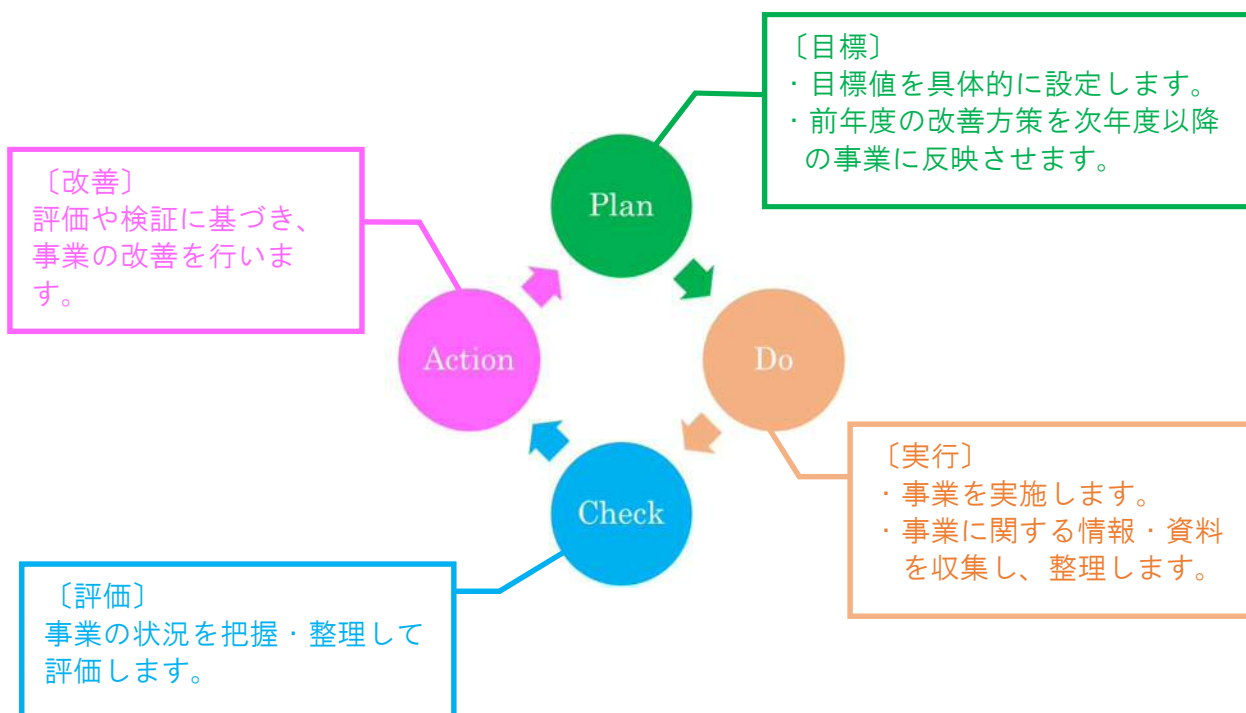 〔目標〕
・目標値を具体的に設定します。
・前年度の改善方策を次年度以降
の事業に反映させます。
Plan
〔改善〕
評価や検証に基づき、
事業の改善を行いま
す。
Action
Do
〔実行〕
・事業を実施します。
・事業に関する情報・資料
を収集し、整理します。
Check
〔評価〕
事業の状況を把握・整理して
評価します。